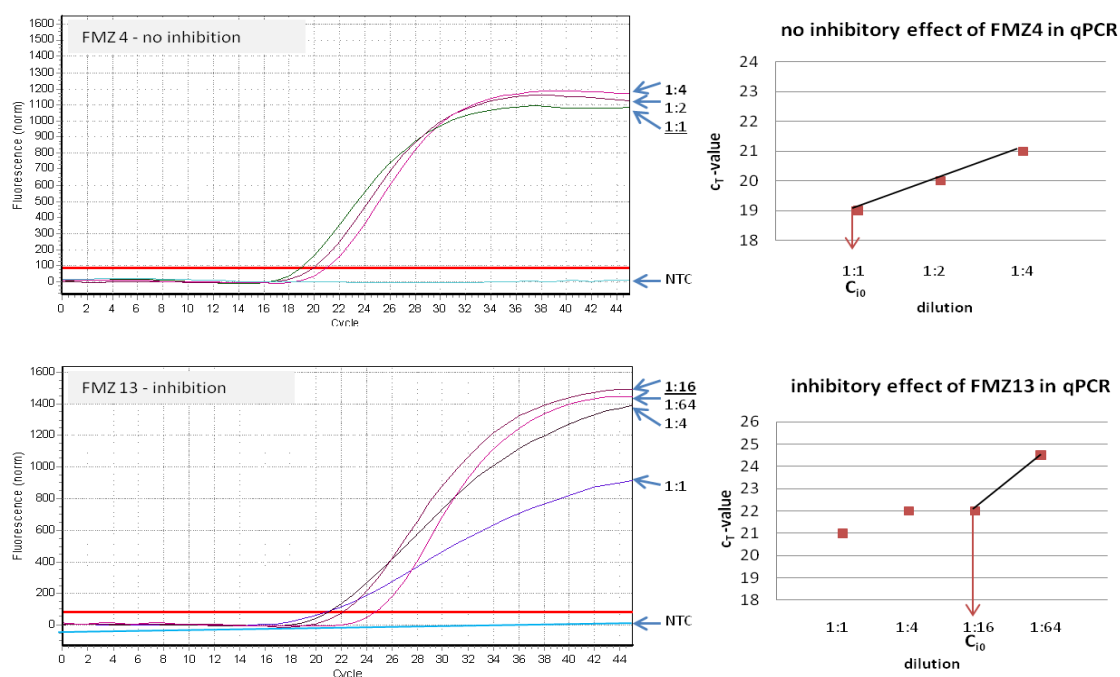 FMZ 4 - no inhibition
1600
1500
1400
1300
1200
1100
1000
900
800
700
600
500
400
300
200
100
0
Fluorescence (norm)
0 2 4 6 8 10 12 14 16 18 20 22 24 26 28 30 32 34 36 38 40 42 44
Cycle
1:4
1:2
1:1
NTC
no inhibitory effect of FMZ4 in qPCR
24
23
22
21
20
19
18
cT-value
1:1 1:2 1:4
Ci0
dilution
FMZ 13 - inhibition
1600
1400
1200
1000
800
600
400
200
0
Fluorescence (norm)
0 2 4 6 8 10 12 14 16 18 20 22 24 26 28 30 32 34 36 38 40 42 44
Cycle
1:16
1:64
1:4
1:1
NTC
inhibitory effect of FMZ13 in qPCR
26
25
24
23
22
21
20
19
18
cT-value
1:1 1:4 1:16 1:64
Ci0
dilution